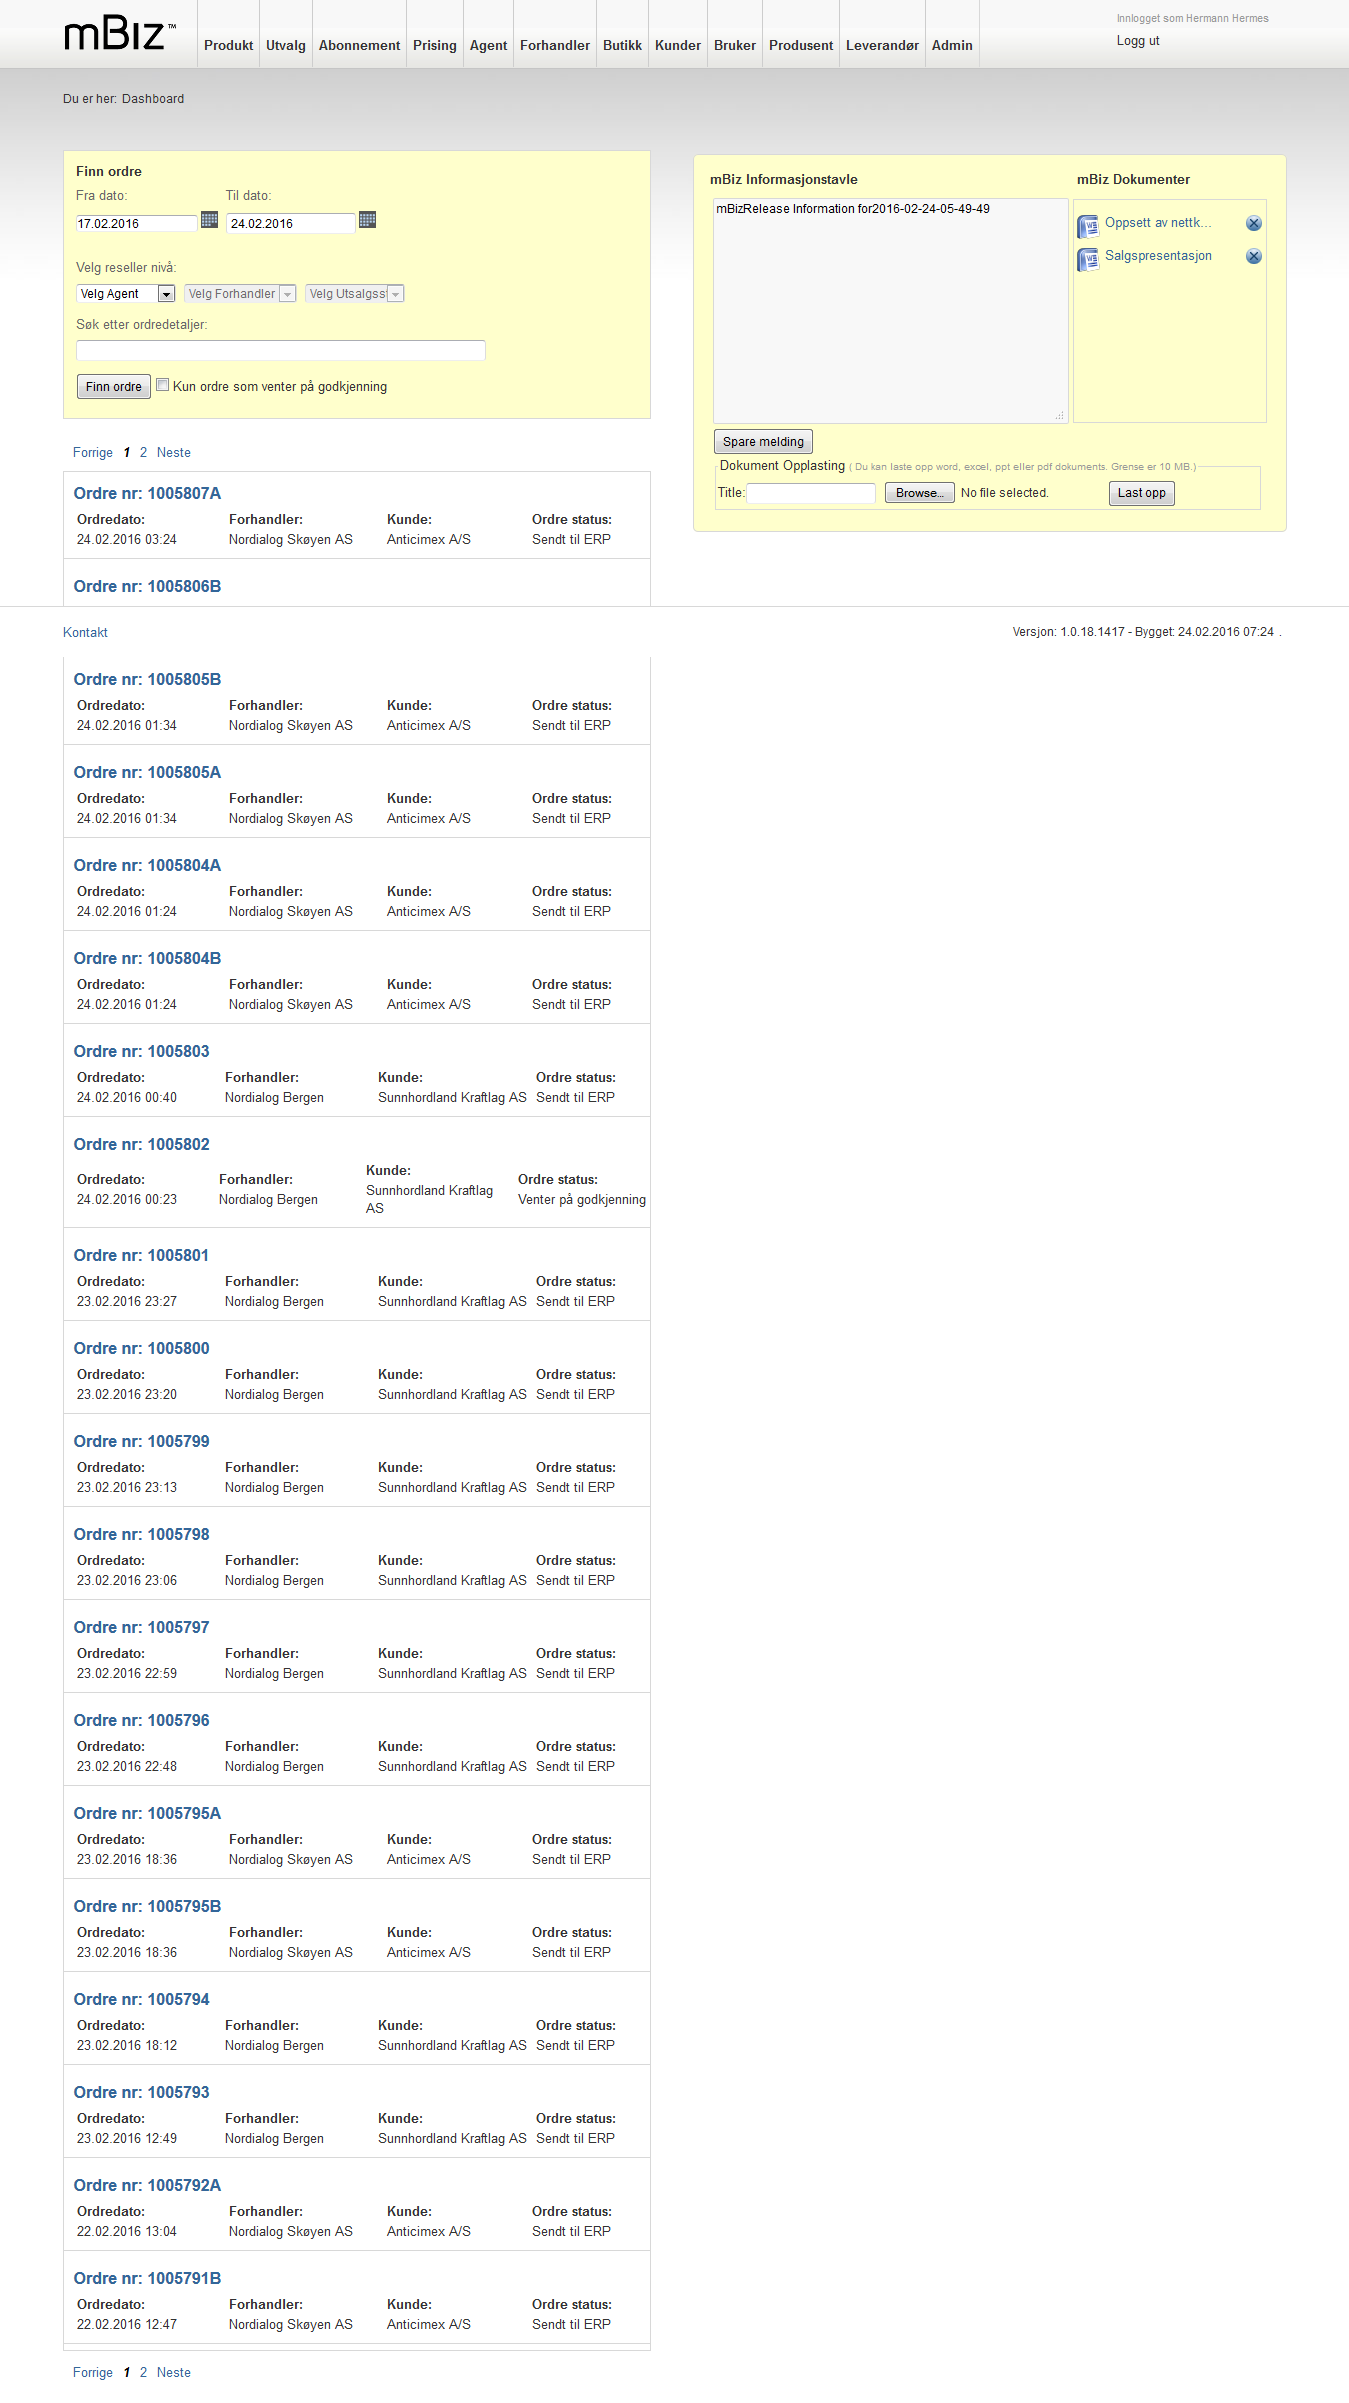 mBiz™
Produkt Utvalg Abonnement Prising Agent Forhandler Butikk Kunder Bruker Produsent Leverandør Admin
Innlogget som Hermann Hermes
Logg ut
Du er her: Dashboard
Finn ordre
Fra dato: Til dato:
17.02.2016 24.02.2016
Velg reseller nivå:
Velg Agent Velg Forhandler Velg Utsalgss
Søk etter ordredetaljer:
Finn ordre Kun ordre som venter på godkjenning
mBiz Informasjonstavle mBiz Dokumenter
mBizRelease Information for2016-02-24-05-49-49
Oppsett av nettk...
Salgspresentasjon
Spare melding
Dokument Opplasting ( Du kan laste opp word, excel, ppt eller pdf dokuments. Grense er 10 MB.)
Title: Browse... No file selected. Last opp
Forrige 1 2 Neste
Ordre nr: 1005807A
Ordredato: Forhandler: Kunde: Ordre status:
24.02.2016 03:24 Nordialog Skøyen AS Anticimex A/S Sendt til ERP
Ordre nr: 1005806B
Kontakt Versjon: 1.0.18.1417 - Bygget: 24.02.2016 07:24 .
Ordre nr: 1005805B
Ordredato: Forhandler: Kunde: Ordre status:
24.02.2016 01:34 Nordialog Skøyen AS Anticimex A/S Sendt til ERP
Ordre nr: 1005805A
Ordredato: Forhandler: Kunde: Ordre status:
24.02.2016 01:34 Nordialog Skøyen AS Anticimex A/S Sendt til ERP
Ordre nr: 1005804A
Ordredato: Forhandler: Kunde: Ordre status:
24.02.2016 01:24 Nordialog Skøyen AS Anticimex A/S Sendt til ERP
Ordre nr: 1005804B
Ordredato: Forhandler: Kunde: Ordre status:
24.02.2016 01:24 Nordialog Skøyen AS Anticimex A/S Sendt til ERP
Ordre nr: 1005803
Ordredato: Forhandler: Kunde: Ordre status:
24.02.2016 00:40 Nordialog Bergen Sunnhordland Kraftlag AS Sendt til ERP
Ordre nr: 1005802
Ordredato: Forhandler: Kunde: Ordre status:
24.02.2016 00:23 Nordialog Bergen Sunnhordland Kraftlag AS Venter på godkjenning
Ordre nr: 1005801
Ordredato: Forhandler: Kunde: Ordre status:
23.02.2016 23:27 Nordialog Bergen Sunnhordland Kraftlag AS Sendt til ERP
Ordre nr: 1005800
Ordredato: Forhandler: Kunde: Ordre status:
23.02.2016 23:20 Nordialog Bergen Sunnhordland Kraftlag AS Sendt til ERP
Ordre nr: 1005799
Ordredato: Forhandler: Kunde: Ordre status:
23.02.2016 23:13 Nordialog Bergen Sunnhordland Kraftlag AS Sendt til ERP
Ordre nr: 1005798
Ordredato: Forhandler: Kunde: Ordre status:
23.02.2016 23:06 Nordialog Bergen Sunnhordland Kraftlag AS Sendt til ERP
Ordre nr: 1005797
Ordredato: Forhandler: Kunde: Ordre status:
23.02.2016 22:59 Nordialog Bergen Sunnhordland Kraftlag AS Sendt til ERP
Ordre nr: 1005796
Ordredato: Forhandler: Kunde: Ordre status:
23.02.2016 22:48 Nordialog Bergen Sunnhordland Kraftlag AS Sendt til ERP
Ordre nr: 1005795A
Ordredato: Forhandler: Kunde: Ordre status:
23.02.2016 18:36 Nordialog Skøyen AS Anticimex A/S Sendt til ERP
Ordre nr: 1005795B
Ordredato: Forhandler: Kunde: Ordre status:
23.02.2016 18:36 Nordialog Skøyen AS Anticimex A/S Sendt til ERP
Ordre nr: 1005794
Ordredato: Forhandler: Kunde: Ordre status:
23.02.2016 18:12 Nordialog Bergen Sunnhordland Kraftlag AS Sendt til ERP
Ordre nr: 1005793
Ordredato: Forhandler: Kunde: Ordre status:
23.02.2016 12:49 Nordialog Bergen Sunnhordland Kraftlag AS Sendt til ERP
Ordre nr: 1005792A
Ordredato: Forhandler: Kunde: Ordre status:
22.02.2016 13:04 Nordialog Skøyen AS Anticimex A/S Sendt til ERP
Ordre nr: 1005791B
Ordredato: Forhandler: Kunde: Ordre status:
22.02.2016 12:47 Nordialog Skøyen AS Anticimex A/S Sendt til ERP
Forrige 1 2 Neste